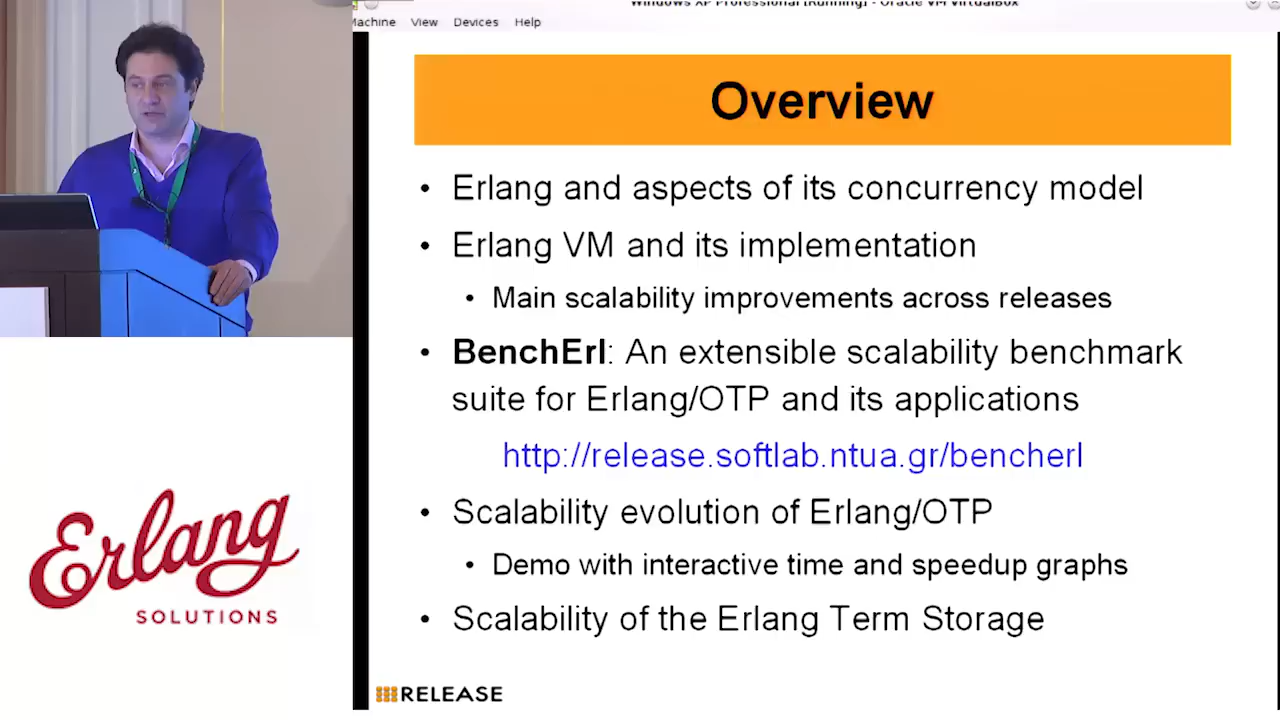 Windows XP Professional [Running] - Oracle VM VirtualBox
Machine View Devices Help
Overview
• Erlang and aspects of its concurrency model
• Erlang VM and its implementation
• Main scalability improvements across releases
• BenchErl: An extensible scalability benchmark
suite for Erlang/OTP and its applications
http://release.softlab.ntua.gr/bencherl
• Scalability evolution of Erlang/OTP
• Demo with interactive time and speedup graphs
• Scalability of the Erlang Term Storage
RELEASE
Erlang
SOLUTIONS